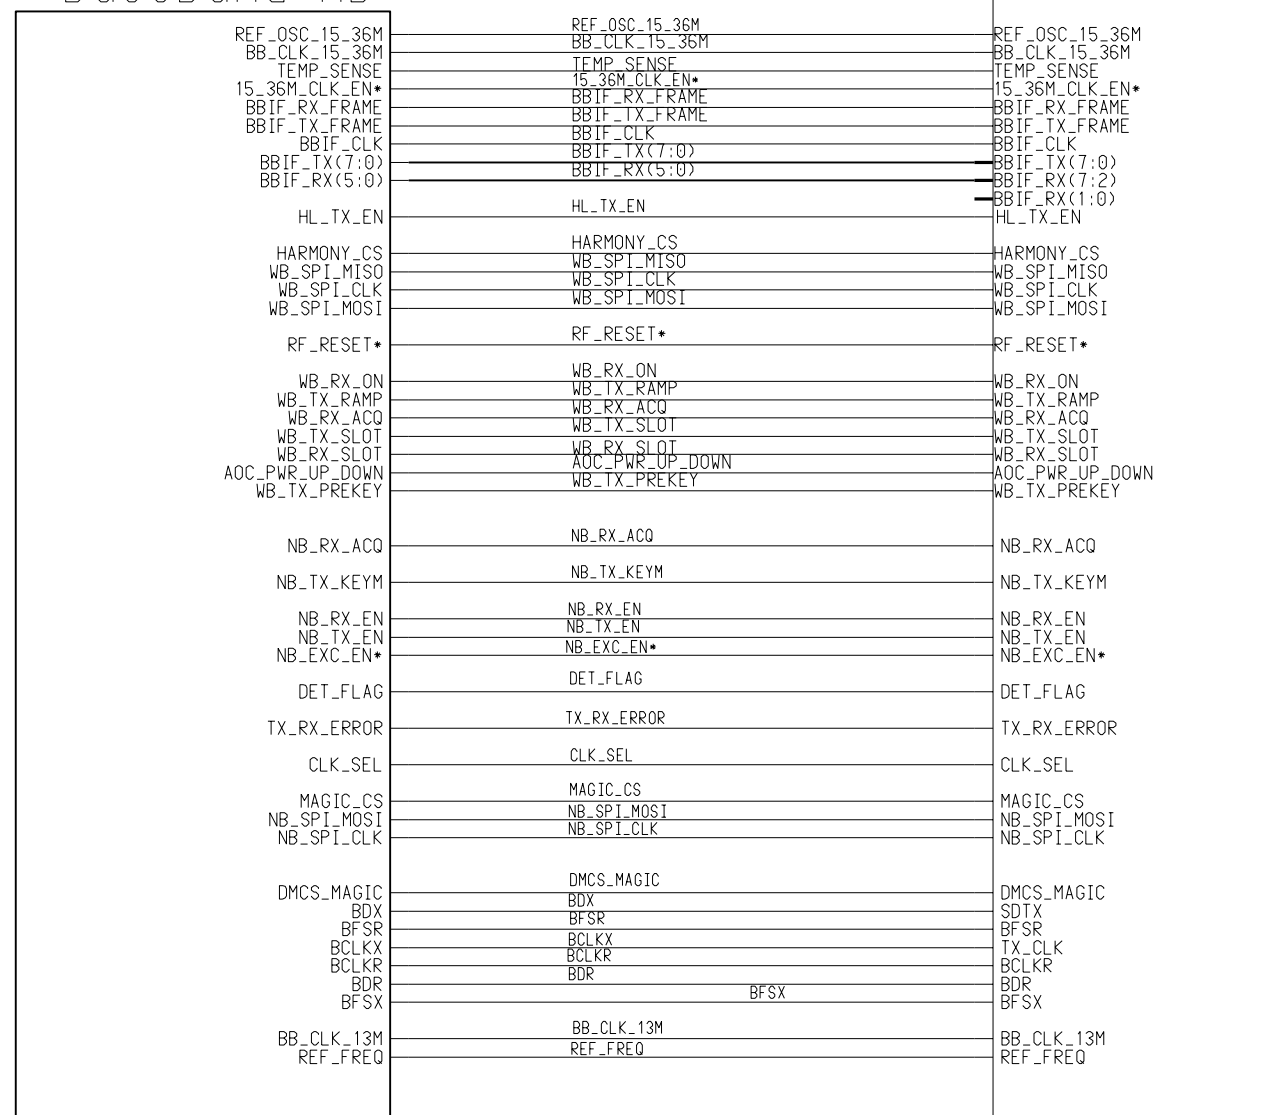 REF_OSC_15_36M REF_OSC_15_36M REF_OSC_15_36M
BB_CLK_15_36M BB_CLK_15_36M BB_CLK_15_36M
TEMP_SENSE TEMP_SENSE TEMP_SENSE
15_36M_CLK_EN* 15_36M_CLK_EN* 15_36M_CLK_EN*
BBIF_RX_FRAME BBIF_RX_FRAME BBIF_RX_FRAME
BBIF_TX_FRAME BBIF_TX_FRAME BBIF_TX_FRAME
BBIF_CLK BBIF_CLK BBIF_CLK
BBIF_TX(7:0) BBIF_TX(7:0) BBIF_TX(7:0)
BBIF_RX(5:0) BBIF_RX(5:0) BBIF_RX(7:2)
BBIF_RX(1:0)
HL_TX_EN HL_TX_EN HL_TX_EN
HARMONY_CS HARMONY_CS HARMONY_CS
WB_SPI_MISO WB_SPI_MISO WB_SPI_MISO
WB_SPI_CLK WB_SPI_CLK WB_SPI_CLK
WB_SPI_MOSI WB_SPI_MOSI WB_SPI_MOSI
RF_RESET* RF_RESET* RF_RESET*
WB_RX_ON WB_RX_ON WB_RX_ON
WB_TX_RAMP WB_TX_RAMP WB_TX_RAMP
WB_RX_ACQ WB_RX_ACQ WB_RX_ACQ
WB_TX_SLOT WB_TX_SLOT WB_TX_SLOT
WB_RX_SLOT WB_RX_SLOT WB_RX_SLOT
AOC_PWR_UP_DOWN AOC_PWR_UP_DOWN AOC_PWR_UP_DOWN
WB_TX_PREKEY WB_TX_PREKEY WB_TX_PREKEY
NB_RX_ACQ NB_RX_ACQ NB_RX_ACQ
NB_TX_KEYM NB_TX_KEYM NB_TX_KEYM
NB_RX_EN NB_RX_EN NB_RX_EN
NB_TX_EN NB_TX_EN NB_TX_EN
NB_EXC_EN* NB_EXC_EN* NB_EXC_EN*
DET_FLAG DET_FLAG DET_FLAG
TX_RX_ERROR TX_RX_ERROR TX_RX_ERROR
CLK_SEL CLK_SEL CLK_SEL
MAGIC_CS MAGIC_CS MAGIC_CS
NB_SPI_MOSI NB_SPI_MOSI NB_SPI_MOSI
NB_SPI_CLK NB_SPI_CLK NB_SPI_CLK
DMCS_MAGIC DMCS_MAGIC DMCS_MAGIC
BDX BDX SDTX
BFSR BFSR BFSR
BCLKX BCLKX TX_CLK
BCLKR BCLKR BCLKR
BDR BDR BDR
BFSX BFSX BFSX
BB_CLK_13M BB_CLK_13M BB_CLK_13M
REF_FREQ REF_FREQ REF_FREQ